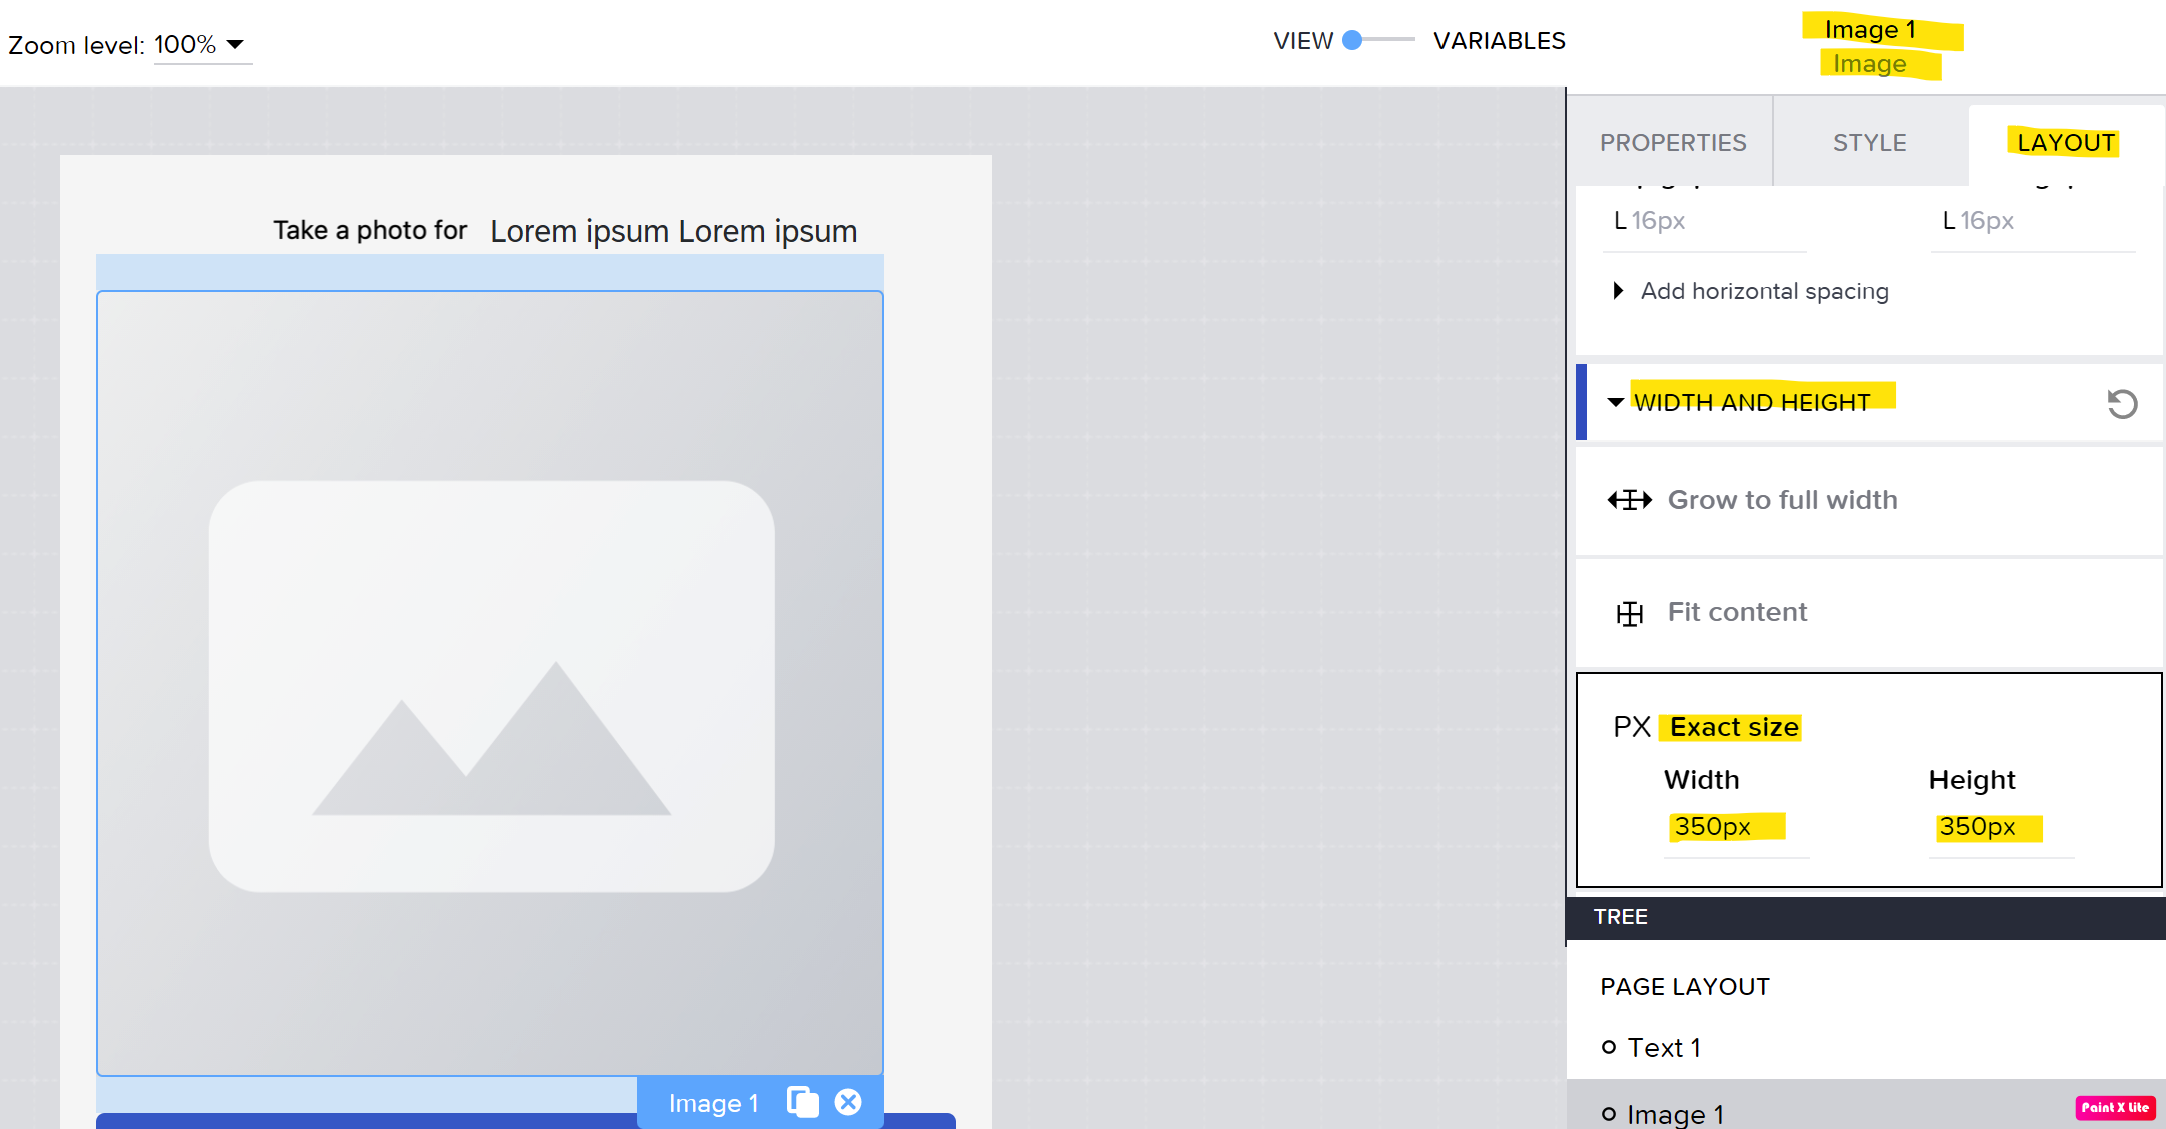 Zoom level: 100%
VIEW VARIABLES
Image 1
Image
PROPERTIES STYLE LAYOUT
L 16px L 16px
Add horizontal spacing
WIDTH AND HEIGHT
Grow to full width
Fit content
PX Exact size
Width Height
350px 350px
TREE
PAGE LAYOUT
Text 1
Image 1
Take a photo for Lorem ipsum Lorem ipsum
Image 1
Paint X Lite